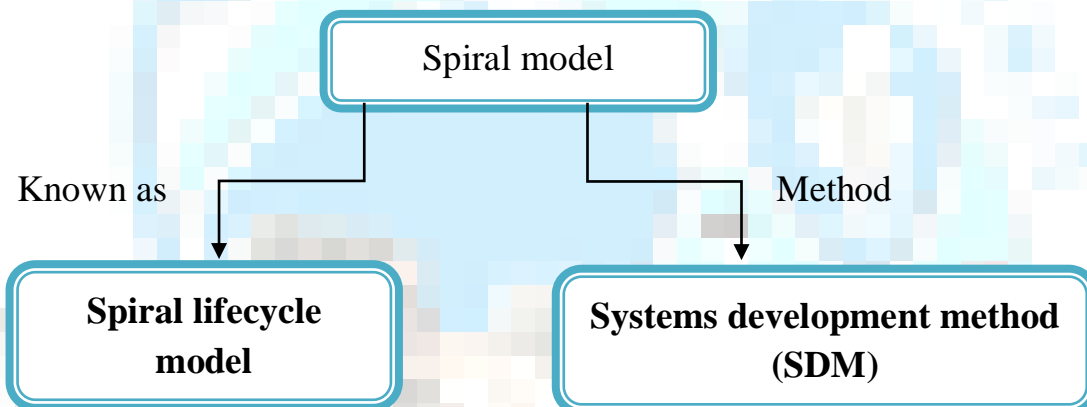 Spiral model
Known as
Method
Spiral lifecycle
model
Systems development method
(SDM)